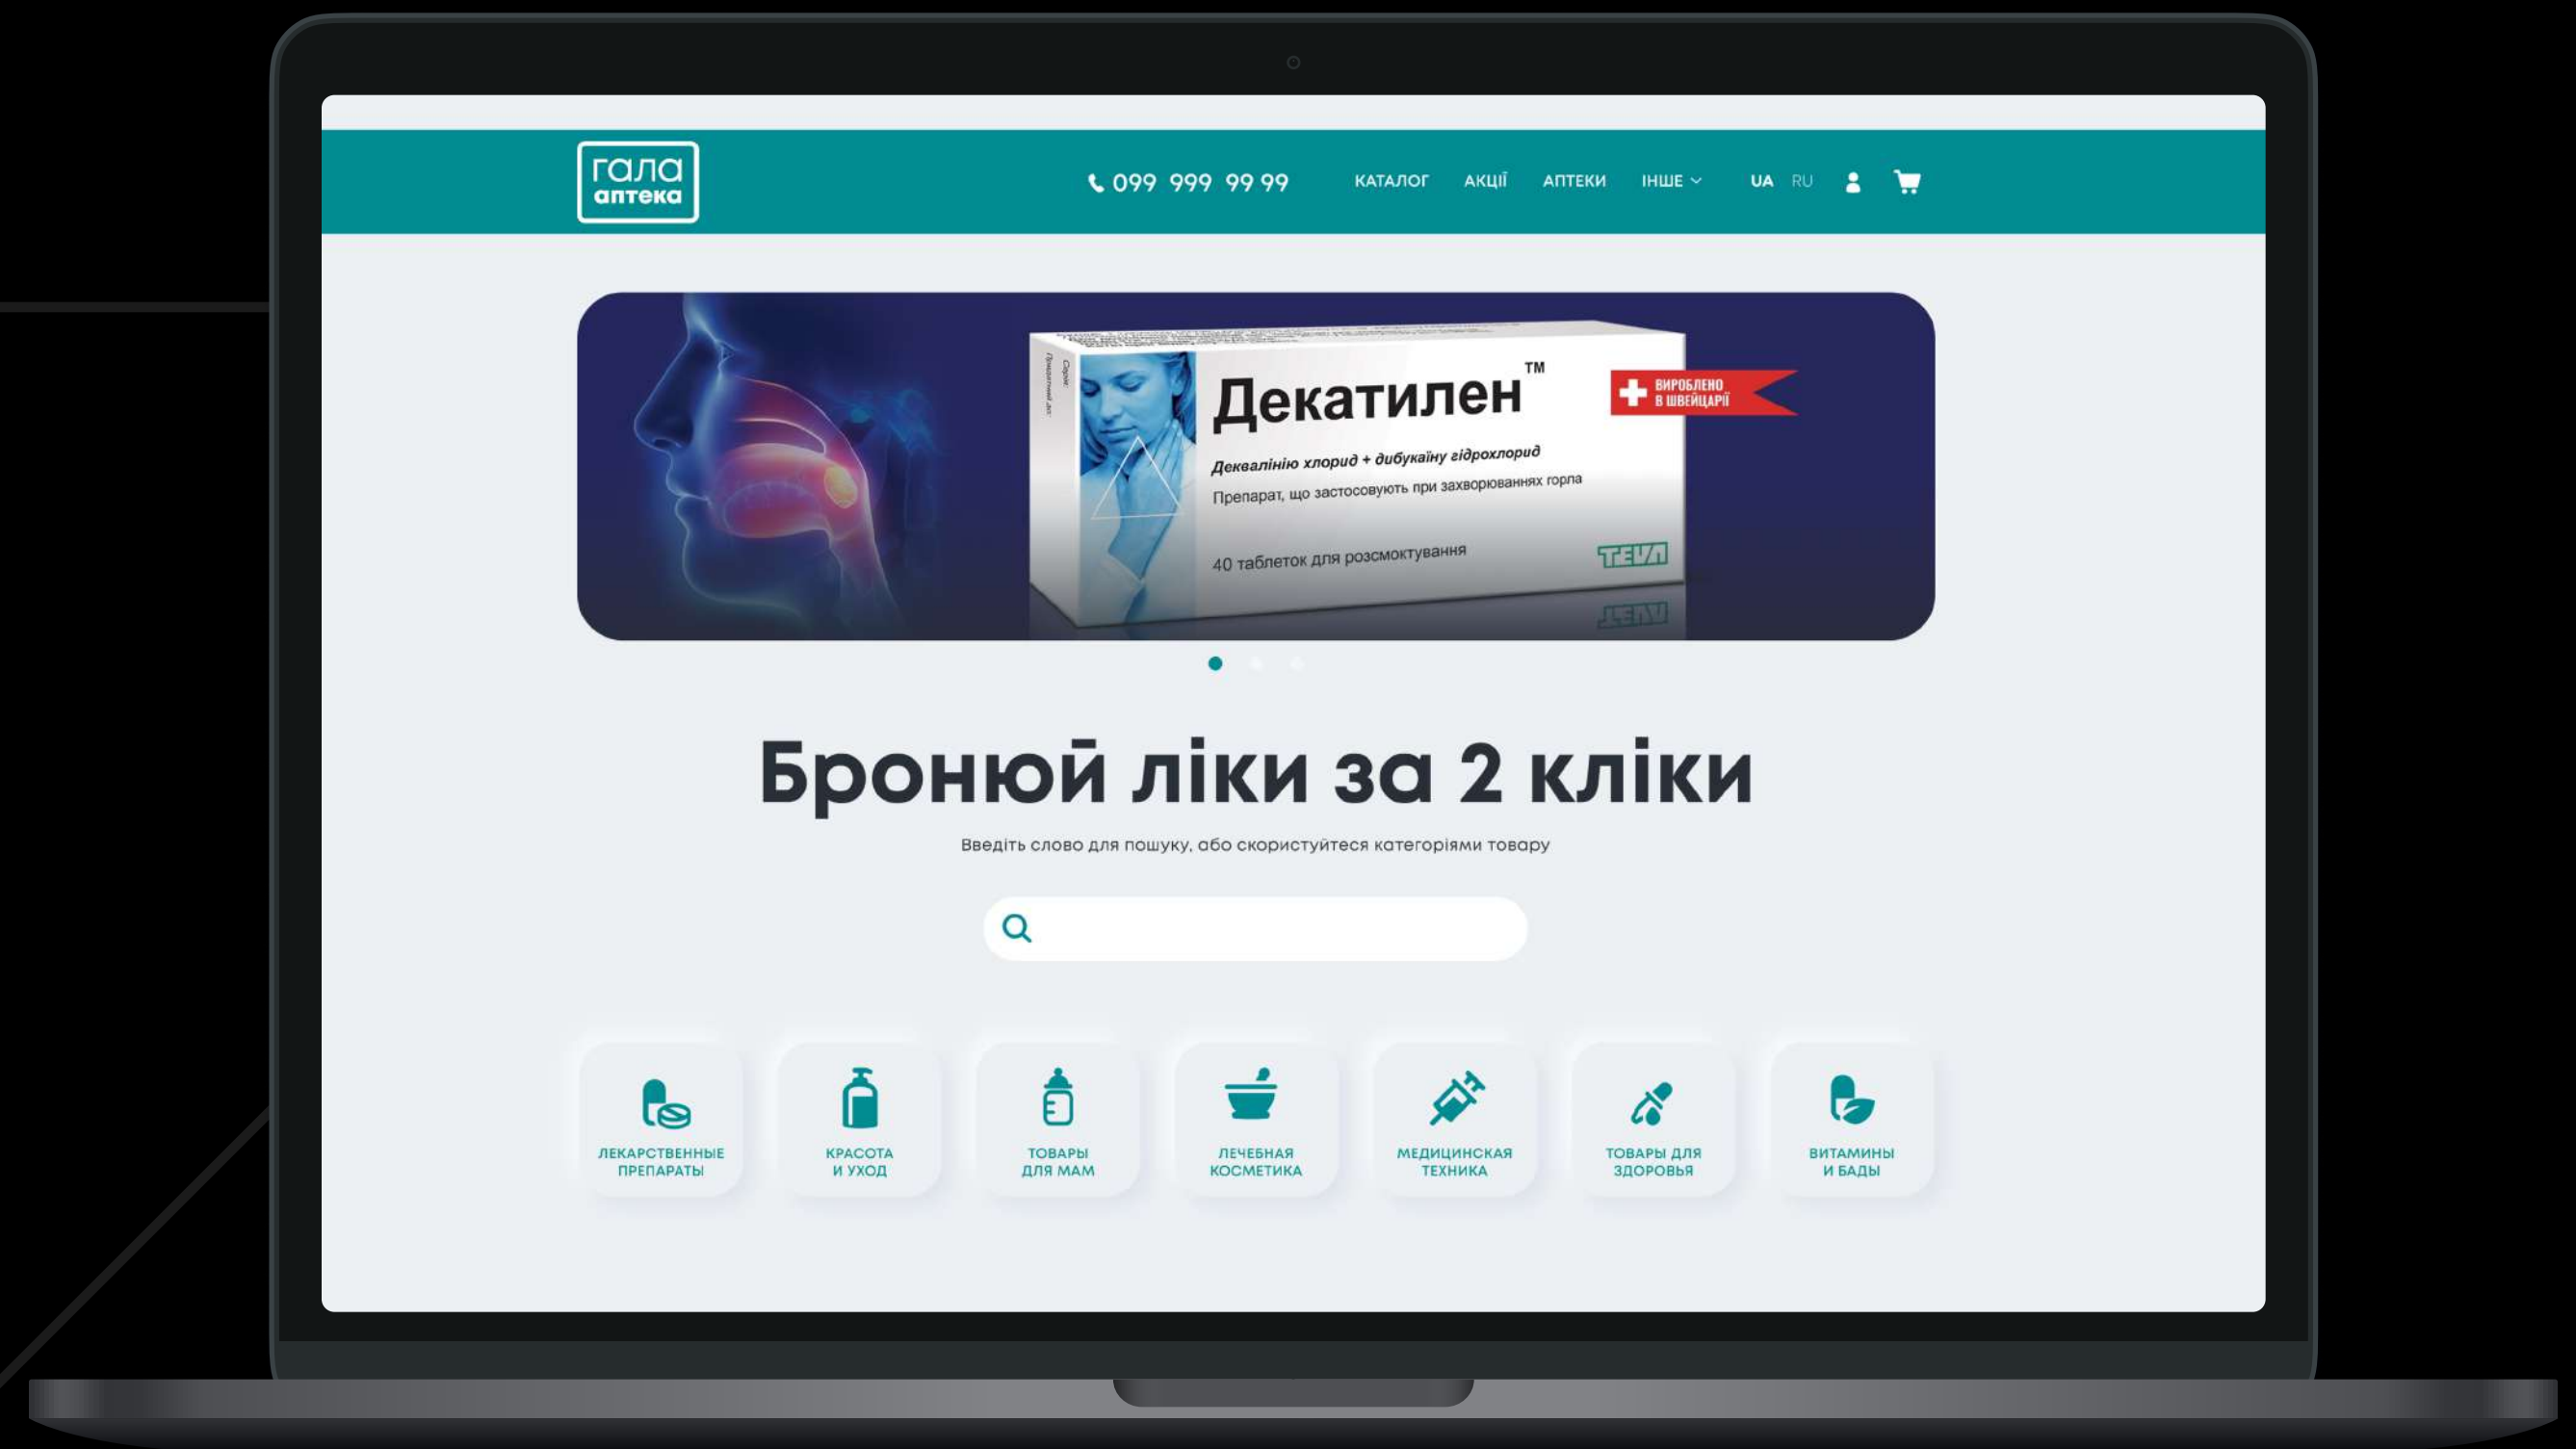 гала
аптека
099 999 99 99
КАТАЛОГ
АКЦІЇ
АПТЕКИ
ІНШЕ
UA
RU
Серія:
Декатилен™
ВИРОБЛЕНО
В ШВЕЙЦАРІЇ
Деквалінію хлорид + дибукаїну гідрохлорид
Препарат, що застосовують при захворюваннях горла
40 таблеток для розсмоктування
TEVA
Бронюй ліки за 2 кліки
Введіть слово для пошуку, або скористуйтеся категоріями товару
ЛЕКАРСТВЕННЫЕ
ПРЕПАРАТЫ
КРАСОТА
И УХОД
ТОВАРЫ
ДЛЯ МАМ
ЛЕЧЕБНАЯ
КОСМЕТИКА
МЕДИЦИНСКАЯ
ТЕХНИКА
ТОВАРЫ ДЛЯ
ЗДОРОВЬЯ
ВИТАМИНЫ
И БАДЫ